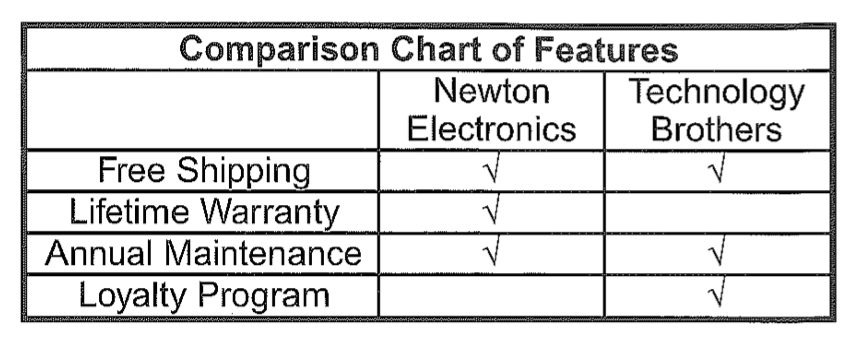 Comparison Chart of Features
Newton Electronics Technology Brothers
Free Shipping √ √
Lifetime Warranty √
Annual Maintenance √ √
Loyalty Program √